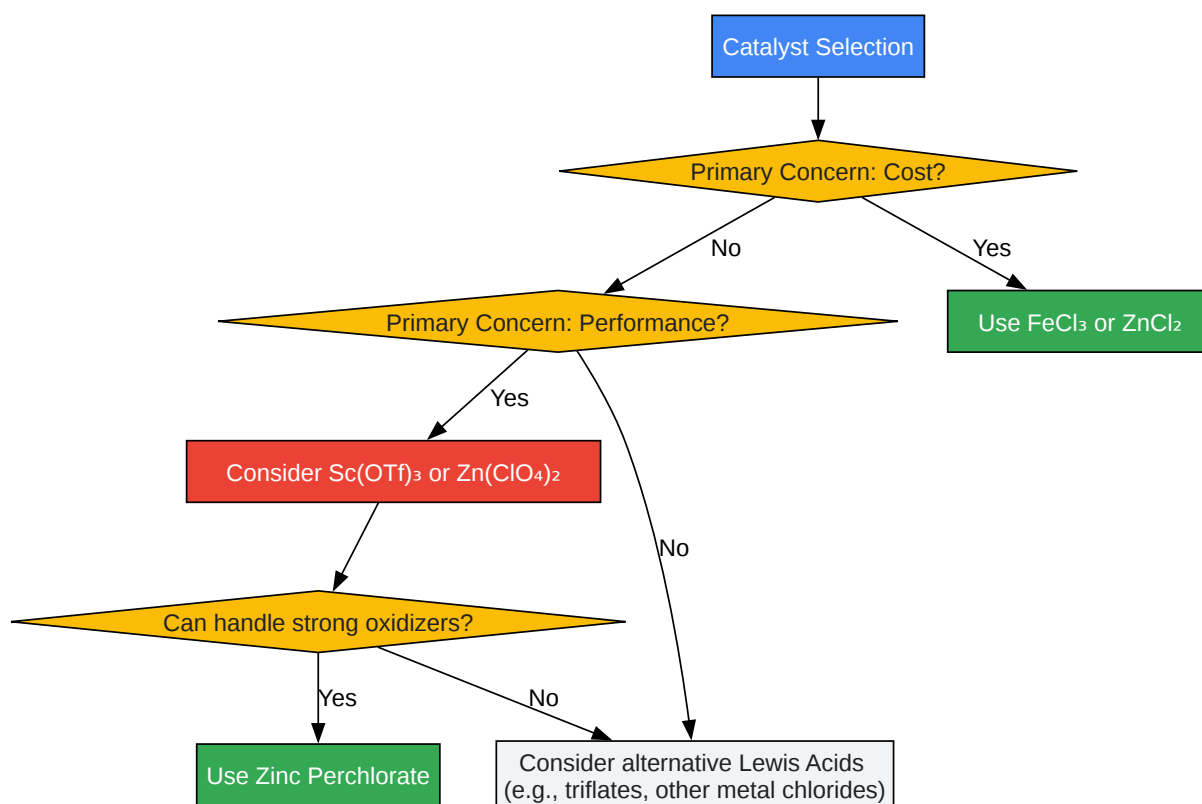 Catalyst Selection
Primary Concern: Cost?
No
Yes
Primary Concern: Performance?
Use FeCl₃ or ZnCl₂
Yes
Consider Sc(OTf)₃ or Zn(ClO₄)₂
No
Can handle strong oxidizers?
Yes
No
Use Zinc Perchlorate
Consider alternative Lewis Acids
(e.g., triflates, other metal chlorides)